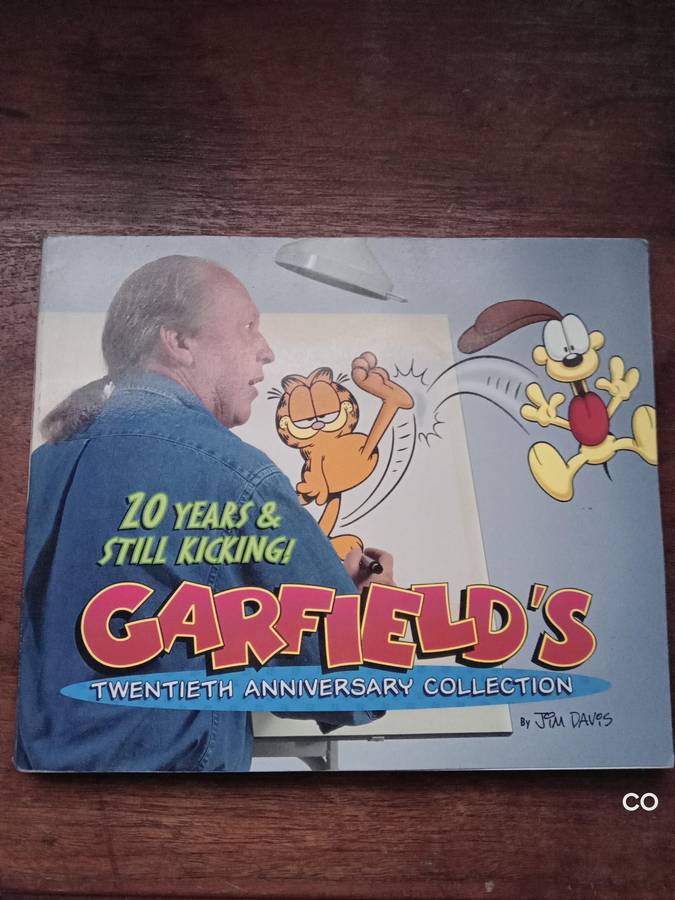 20 YEARS &
STILL KICKING!
GARFIELD'S
TWENTIETH ANNIVERSARY COLLECTION
By JIM DAVIS
CO